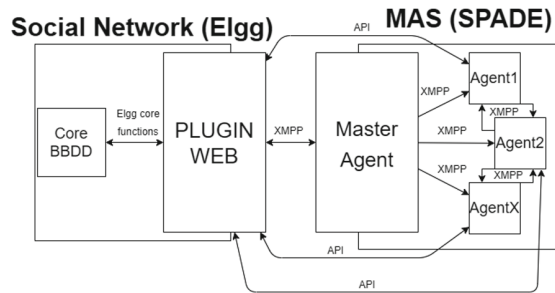 Social Network (Elgg)
MAS (SPADE)
API
Agent1
XMPP
XMPP
Elgg core
functions
Core
BBDD
PLUGIN
WEB
XMPP
Master
Agent
XMPP
Agent2
XMPP
XMPP
AgentX
API
API